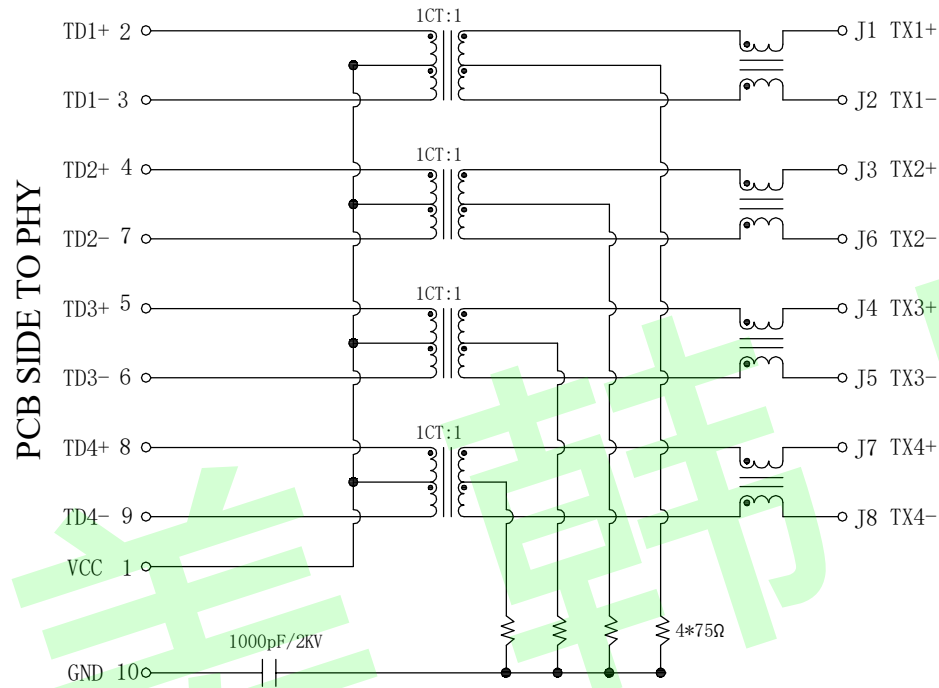 1CT:1
TD1+ 2
J1 TX1+
TD1- 3
J2 TX1-
1CT:1
TD2+ 4
J3 TX2+
TD2- 7
J6 TX2-
PCB SIDE TO PHY
1CT:1
TD3+ 5
J4 TX3+
TD3- 6
J5 TX3-
1CT:1
TD4+ 8
J7 TX4+
TD4- 9
J8 TX4-
VCC 1
4*75Ω
1000pF/2KV
GND 10
韩